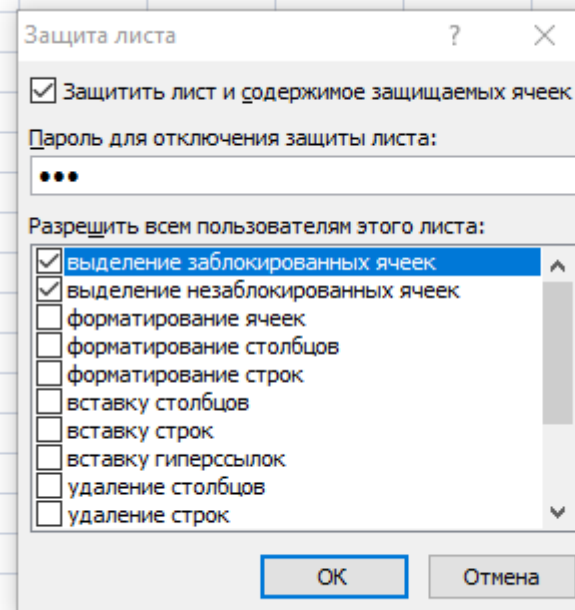 Защита листа
Защитить лист и содержимое защищаемых ячеек
Пароль для отключения защиты листа:
•••
Разрешить всем пользователям этого листа:
выделение заблокированных ячеек
выделение незаблокированных ячеек
форматирование ячеек
форматирование столбцов
форматирование строк
вставку столбцов
вставку строк
вставку гиперссылок
удаление столбцов
удаление строк
ОК Отмена